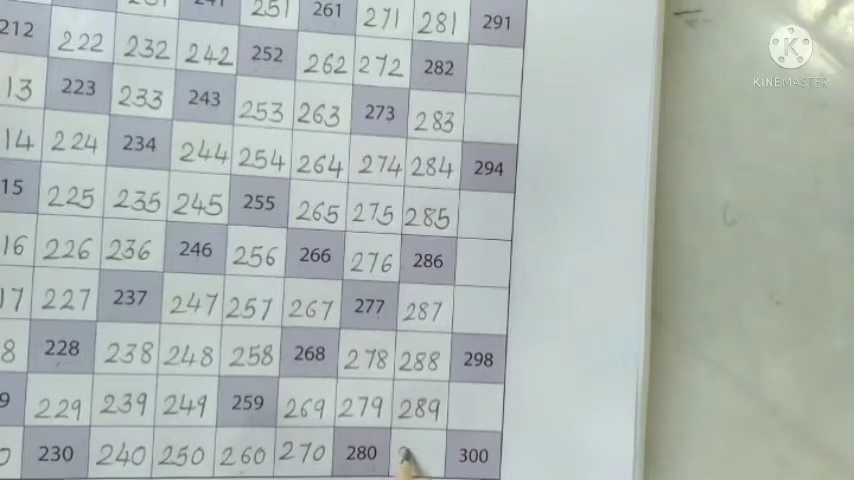 251 261 271 281 291
212 222 232 242 252 262 272 282
13 223 233 243 253 263 273 283
14 224 234 244 254 264 274 284 294
15 225 235 245 255 265 275 285
16 226 236 246 256 266 276 286
17 227 237 247 257 267 277 287
8 228 238 248 258 268 278 288 298
9 229 239 249 259 269 279 289
0 230 240 250 260 270 280 300
K
KINEMASTER